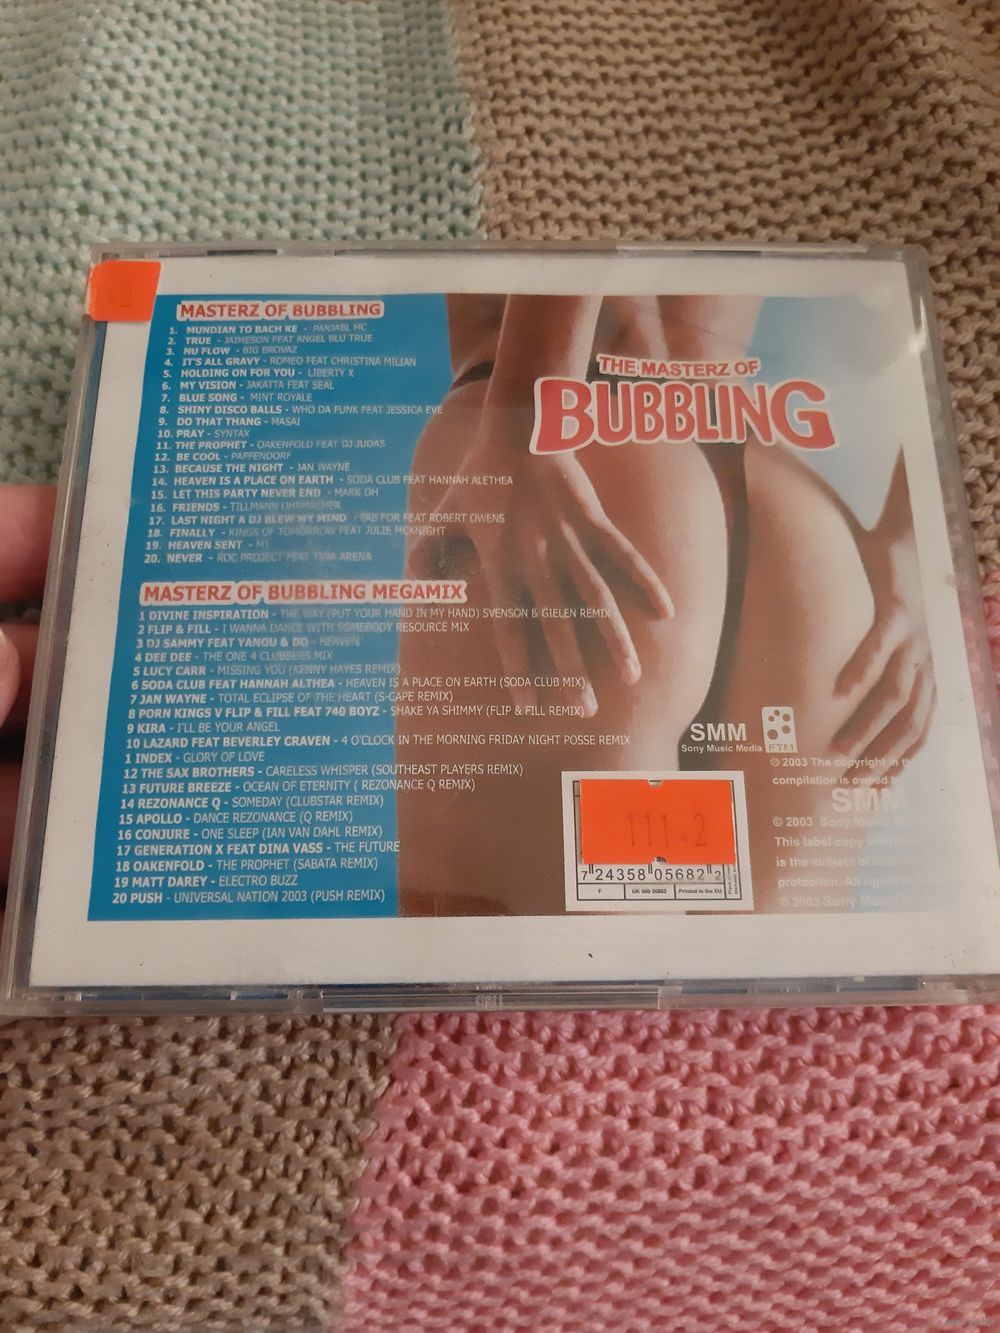 MASTERZ OF BUBBLING
1. MUNDIAN TO BACH KE - PANJABI MC
2. TRUE - JAIMESON FEAT ANGEL BLU TRUE
3. NU FLOW - BIG BROVAZ
4. IT'S ALL GRAVY - ROMEO FEAT CHRISTINA MILIAN
5. HOLDING ON FOR YOU - LIBERTY X
6. MY VISION - JAKATTA FEAT SEAL
7. BLUE SONG - MINT ROYALE
8. SHINY DISCO BALLS - WHO DA FUNK FEAT JESSICA EVE
9. DO THAT THANG - MASAI
10. PRAY - SYNTAX
11. THE PROPHET - OAKENFOLD FEAT DJ JUDAS
12. BE COOL - PAFFENDORF
13. BECAUSE THE NIGHT - JAN WAYNE
14. HEAVEN IS A PLACE ON EARTH - SODA CLUB FEAT HANNAH ALETHEA
15. LET THIS PARTY NEVER END - MARK OH
16. FRIENDS - TILLMANN UHRMACHER
17. LAST NIGHT A DJ BLEW MY MIND - FAB FOR FEAT ROBERT OWENS
18. FINALLY - KINGS OF TOMORROW FEAT JULIE MCKNIGHT
19. HEAVEN SENT - M1
20. NEVER - ROC PROJECT FEAT TINA ARENA
MASTERZ OF BUBBLING MEGAMIX
1 DIVINE INSPIRATION - THE WAY (PUT YOUR HAND IN MY HAND) SVENSON & GIELEN REMIX
2 FLIP & FILL - I WANNA DANCE WITH SOMEBODY RESOURCE MIX
3 DJ SAMMY FEAT YANOU & DO - HEAVEN
4 DEE DEE - THE ONE 4 CLUBBERS MIX
5 LUCY CARR - MISSING YOU (KENNY HAYES REMIX)
6 SODA CLUB FEAT HANNAH ALTHEA - HEAVEN IS A PLACE ON EARTH (SODA CLUB MIX)
7 JAN WAYNE - TOTAL ECLIPSE OF THE HEART (S-CAPE REMIX)
8 PORN KINGS V FLIP & FILL FEAT 740 BOYZ - SHAKE YA SHIMMY (FLIP & FILL REMIX)
9 KIRA - I'LL BE YOUR ANGEL
10 LAZARD FEAT BEVERLEY CRAVEN - 4 O'CLOCK IN THE MORNING FRIDAY NIGHT POSSE REMIX
1 INDEX - GLORY OF LOVE
12 THE SAX BROTHERS - CARELESS WHISPER (SOUTHEAST PLAYERS REMIX)
13 FUTURE BREEZE - OCEAN OF ETERNITY ( REZONANCE Q REMIX)
14 REZONANCE Q - SOMEDAY (CLUBSTAR REMIX)
15 APOLLO - DANCE REZONANCE (Q REMIX)
16 CONJURE - ONE SLEEP (IAN VAN DAHL REMIX)
17 GENERATION X FEAT DINA VASS - THE FUTURE
18 OAKENFOLD - THE PROPHET (SABATA REMIX)
19 MATT DAREY - ELECTRO BUZZ
20 PUSH - UNIVERSAL NATION 2003 (PUSH REMIX)
THE MASTERZ OF
BUBBLING
SMM
Sony Music Media
© 2003 The copyright in
compilation is owned b
SMM
© 2003 Sony Music
This label copy
is the subject of
protection. All
© 2003 Sony Music
111.2
7 24358 05682 2
F
UK 580 56882
Printed in the EU